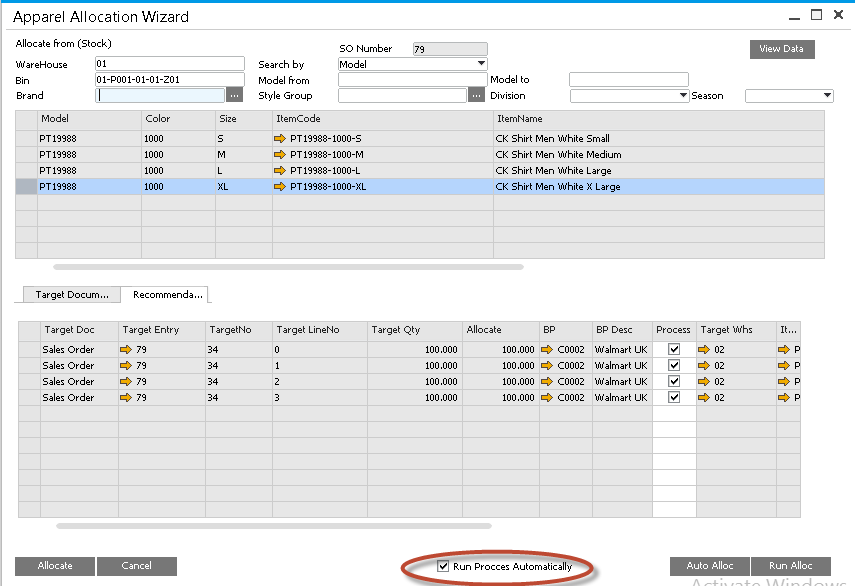 Apparel Allocation Wizard
Allocate from (Stock)
SO Number 79
View Data
WareHouse 01 Search by Model
Bin 01-P001-01-01-Z01 Model from Model to
Brand ... Style Group ... Division Season
Model Color Size ItemCode ItemName
PT19988 1000 S PT19988-1000-S CK Shirt Men White Small
PT19988 1000 M PT19988-1000-M CK Shirt Men White Medium
PT19988 1000 L PT19988-1000-L CK Shirt Men White Large
PT19988 1000 XL PT19988-1000-XL CK Shirt Men White X Large
Target Docum... Recommenda...
Target Doc Target Entry TargetNo Target LineNo Target Qty Allocate BP BP Desc Process Target Whs It...
Sales Order 79 34 0 100.000 100.000 C0002 Walmart UK 02 P
Sales Order 79 34 1 100.000 100.000 C0002 Walmart UK 02 P
Sales Order 79 34 2 100.000 100.000 C0002 Walmart UK 02 P
Sales Order 79 34 3 100.000 100.000 C0002 Walmart UK 02 P
Allocate Cancel Run Procces Automatically Auto Alloc Run Alloc
Activate Windows